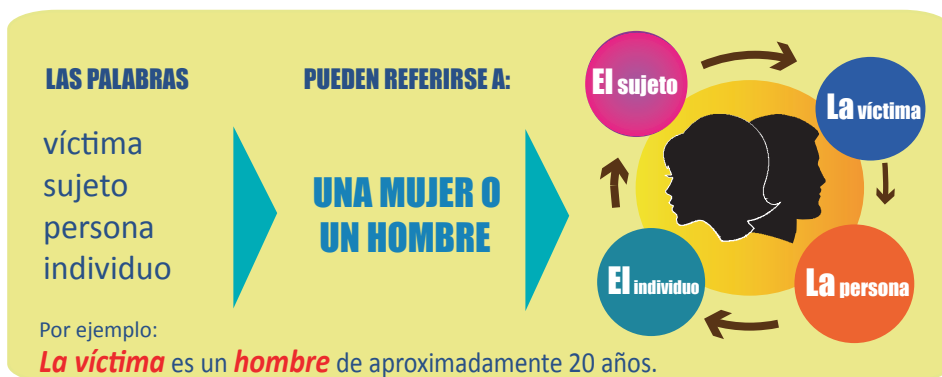 LAS PALABRAS
víctima
sujeto
persona
individuo
PUEDEN REFERIRSE A:
UNA MUJER O
UN HOMBRE
El sujeto
La víctima
La persona
El individuo
Por ejemplo:
La víctima es un hombre de aproximadamente 20 años.